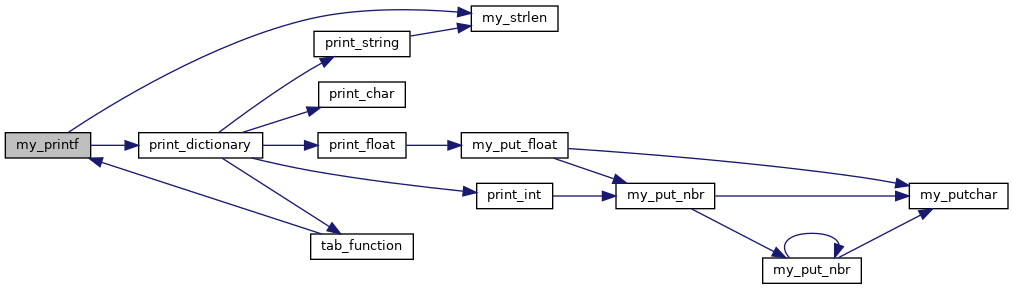 my_strlen
print_string
print_char
my_printf
print_dictionary
print_float
my_put_float
print_int
my_put_nbr
my_putchar
tab_function
my_put_nbr